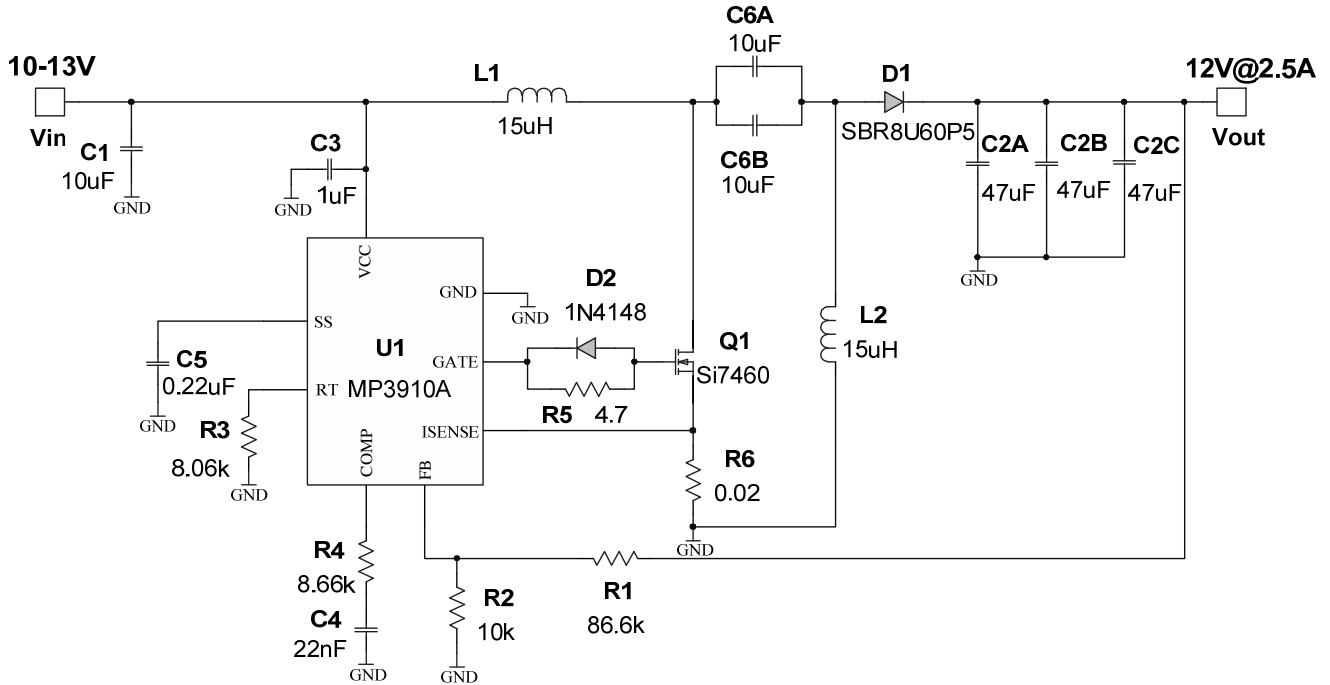 C6A
10uF
10-13V
L1
D1
12V@2.5A
Vin
15uH
SBR8U60P5
Vout
C1
10uF
C3
1uF
C6B
10uF
C2A
47uF
C2B
47uF
C2C
47uF
GND
GND
GND
VCC
GND
GND
D2
1N4148
SS
U1
MP3910A
GATE
Q1
Si7460
L2
15uH
C5
0.22uF
RT
R5 4.7
GND
R3
8.06k
ISENSE
COMP
FB
R6
0.02
GND
GND
R4
8.66k
R1
86.6k
R2
10k
C4
22nF
GND
GND